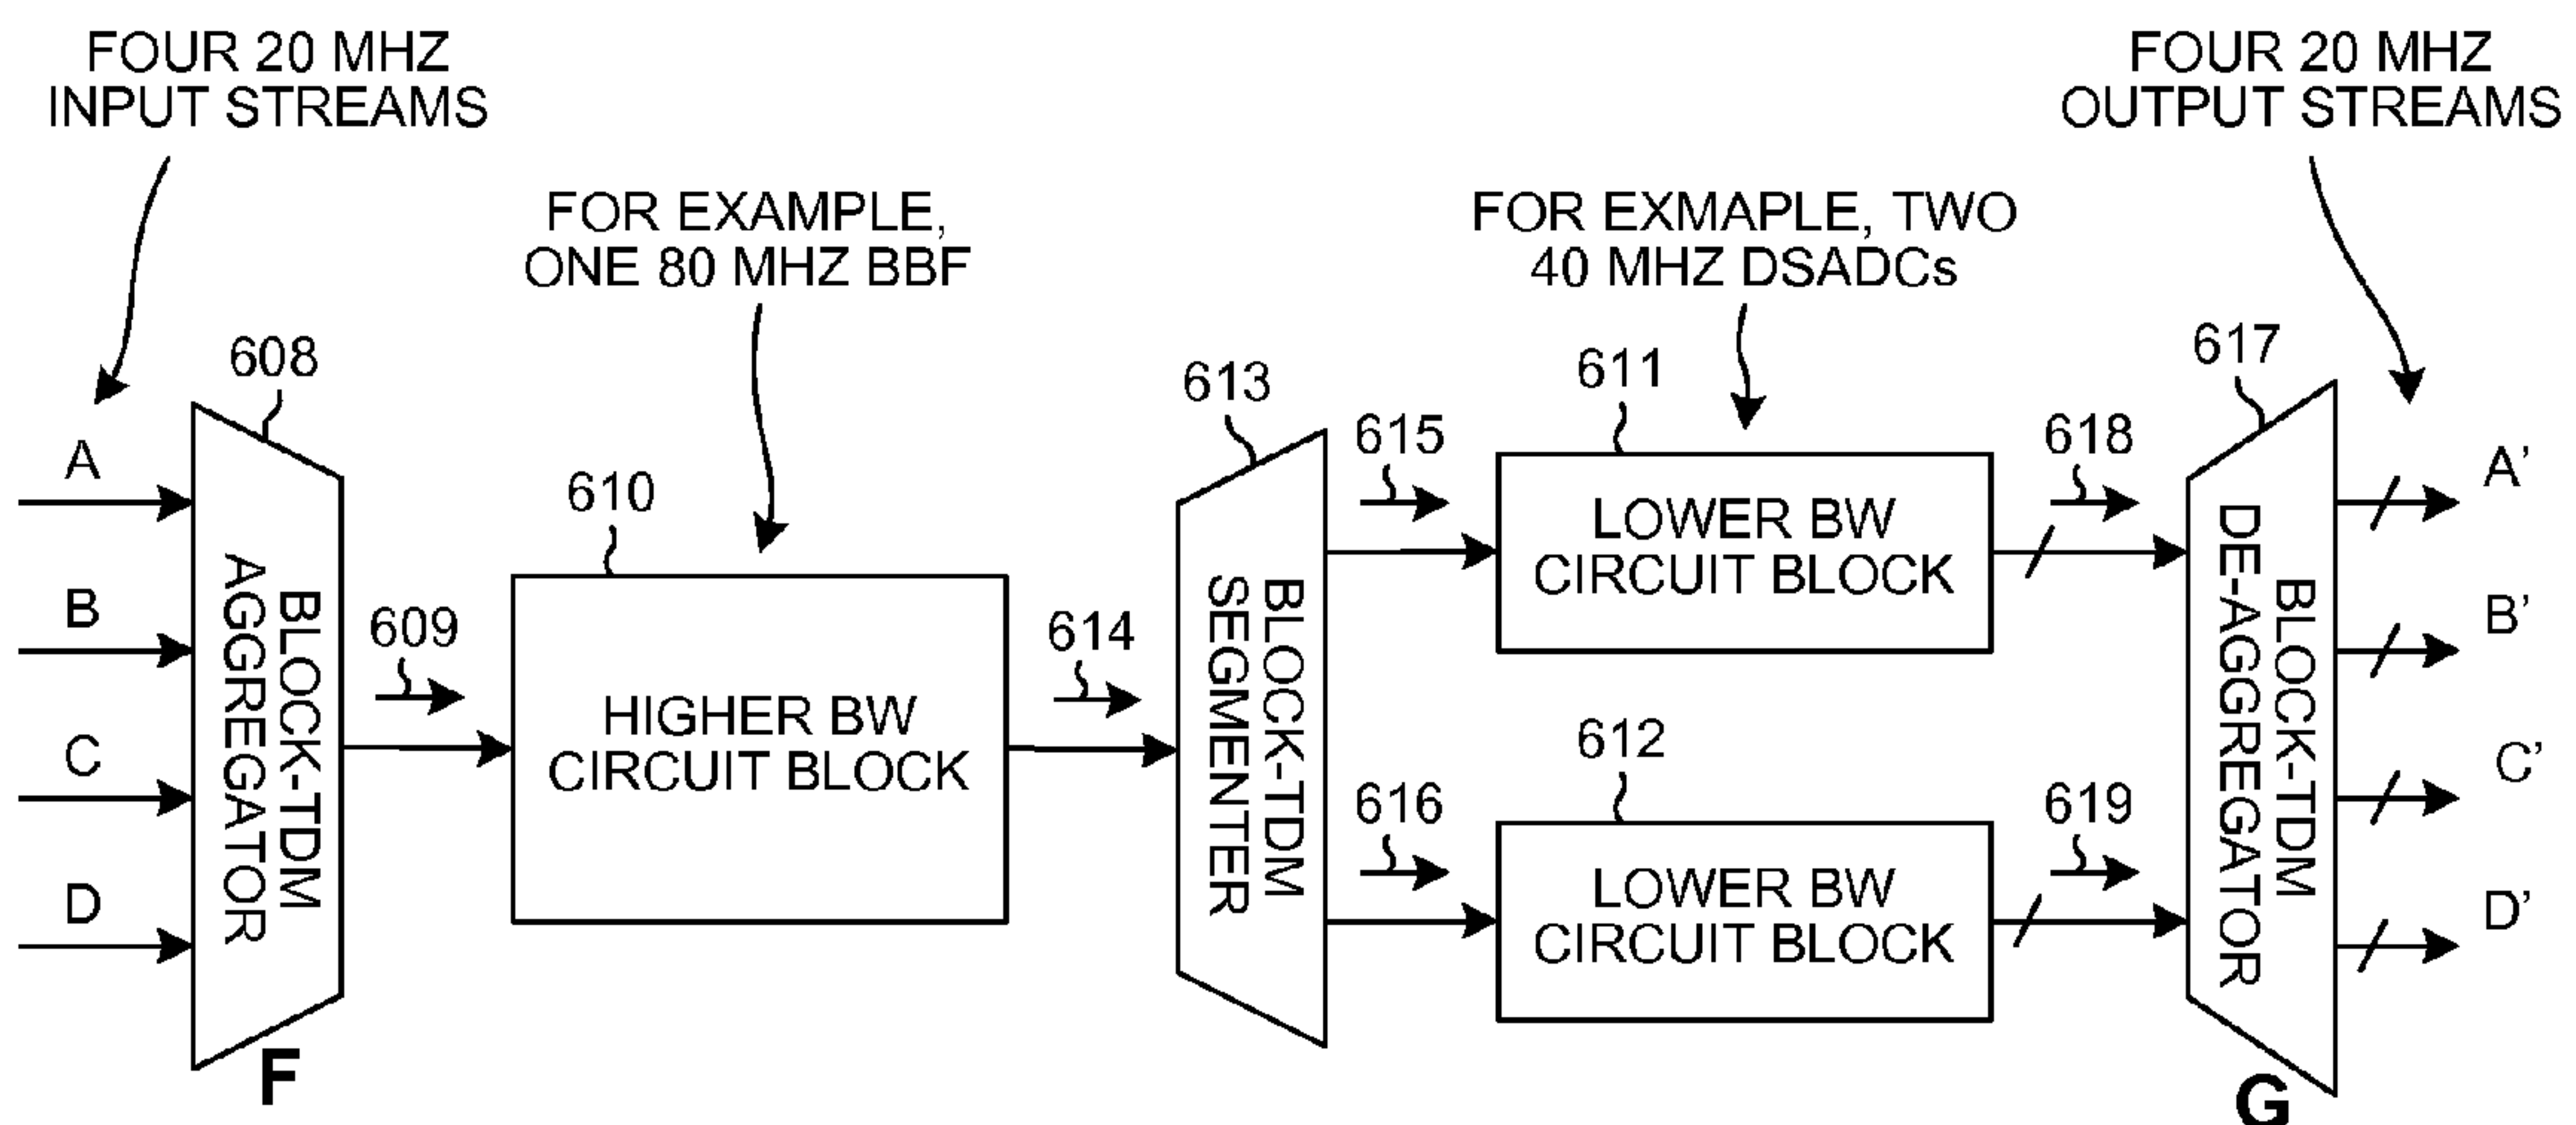 FOUR 20 MHZ
INPUT STREAMS
FOUR 20 MHZ
OUTPUT STREAMS
FOR EXAMPLE,
ONE 80 MHZ BBF
FOR EXMAPLE, TWO
40 MHZ DSADCs
608
610
613
611
617
A
B
C
D
BLOCK-TDM
AGGREGATOR
F
609
HIGHER BW
CIRCUIT BLOCK
614
BLOCK-TDM
SEGMENTER
615
LOWER BW
CIRCUIT BLOCK
618
616
612
LOWER BW
CIRCUIT BLOCK
619
BLOCK-TDM
DE-AGGREGATOR
G
A’
B’
C’
D’